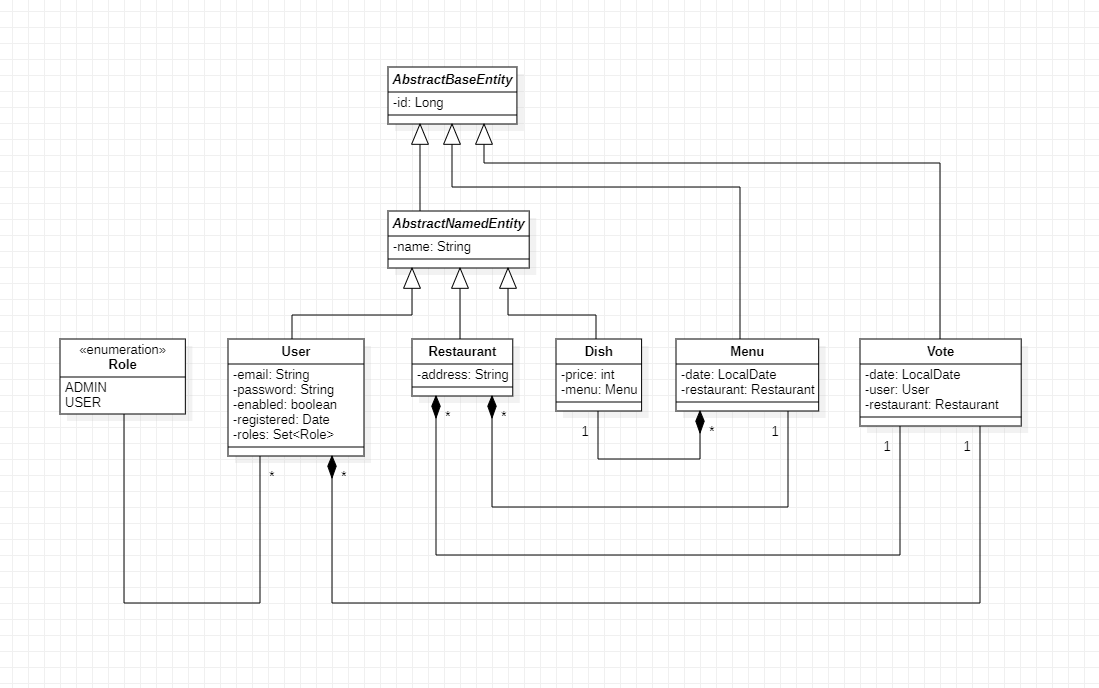 AbstractBaseEntity
-id: Long
AbstractNamedEntity
-name: String
«enumeration»
Role
ADMIN
USER
User
-email: String
-password: String
-enabled: boolean
-registered: Date
-roles: Set<Role>
Restaurant
-address: String
Dish
-price: int
-menu: Menu
Menu
-date: LocalDate
-restaurant: Restaurant
Vote
-date: LocalDate
-user: User
-restaurant: Restaurant
*
*
1
*
1
1
1
*
*